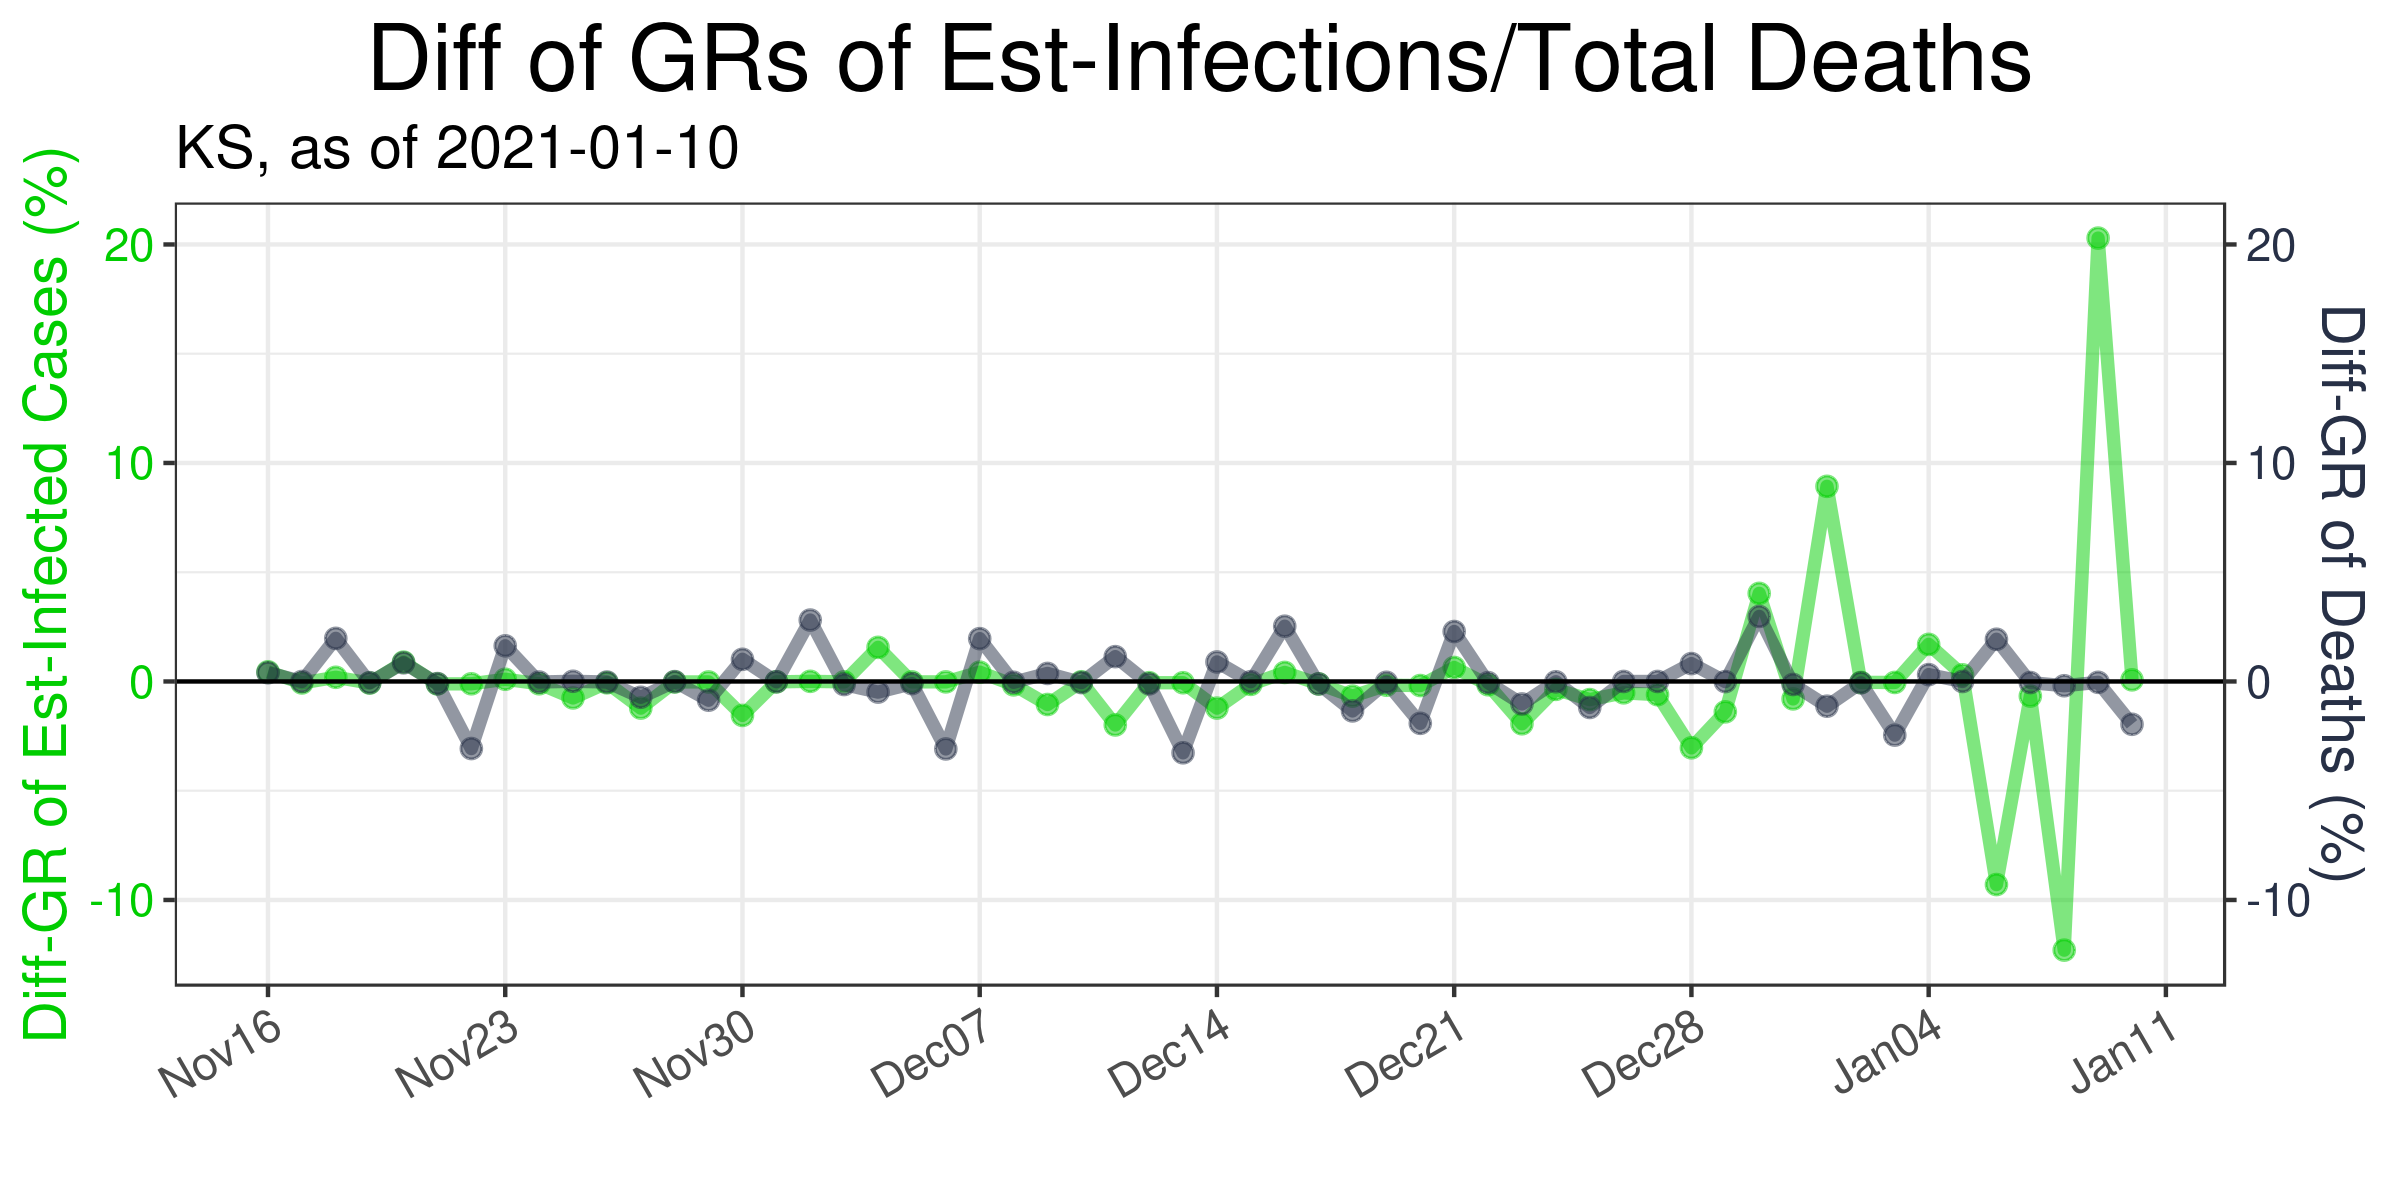 Diff of GRs of Est-Infections/Total Deaths
KS, as of 2021-01-10
Diff-GR of Est-Infected Cases (%)
20
10
0
-10
20
10
0
-10
Diff-GR of Deaths (%)
Nov16
Nov23
Nov30
Dec07
Dec14
Dec21
Dec28
Jan04
Jan11